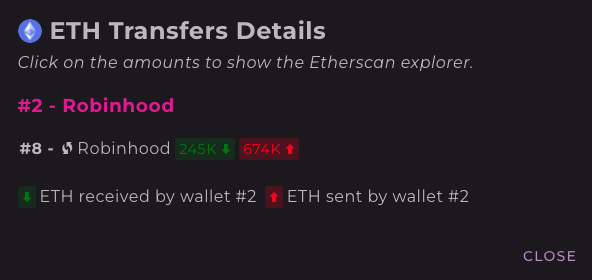 ETH Transfers Details
Click on the amounts to show the Etherscan explorer.
#2 - Robinhood
#8 - Robinhood 245K 674K
ETH received by wallet #2 ETH sent by wallet #2
CLOSE